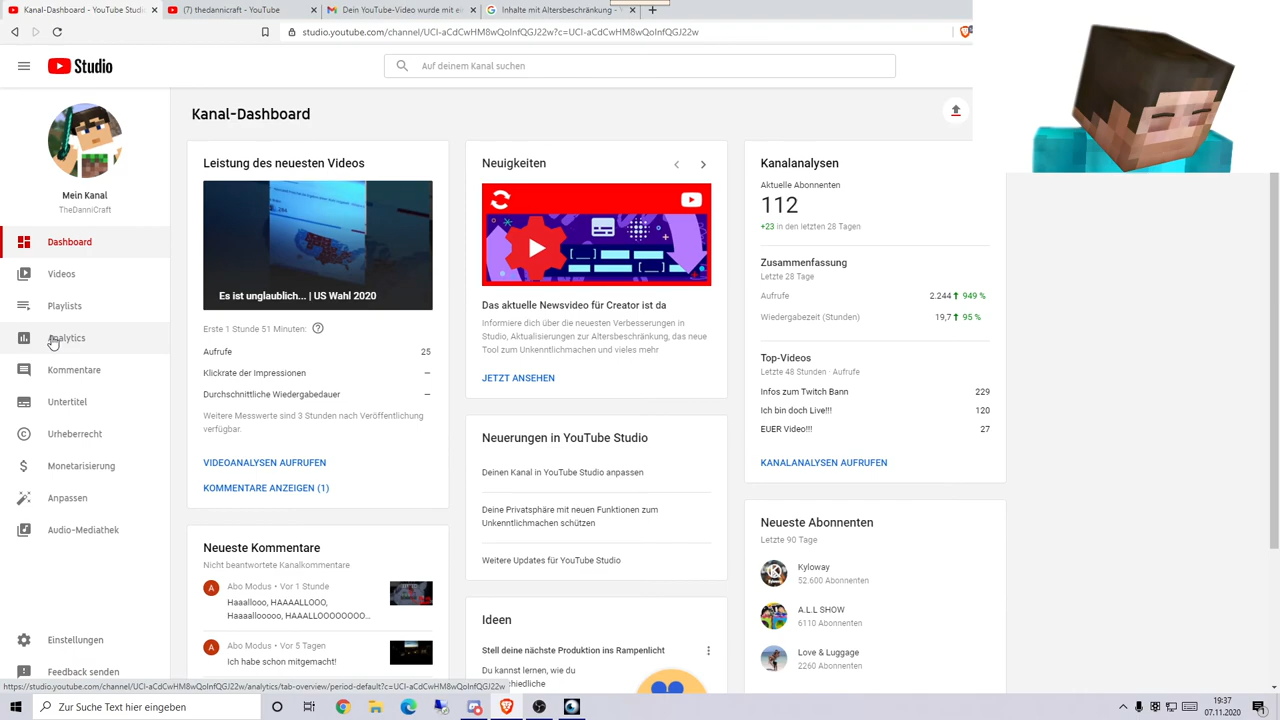 Kanal-Dashboard - YouTube Studio
(7) thedannicraft - YouTube
Dein YouTube-Video wurde mit e
Inhalte mit Altersbeschränkung - Yo
studio.youtube.com/channel/UCI-aCdCwHM8wQoInfQGJ22w?c=UCI-aCdCwHM8wQoInfQGJ22w
Studio
Auf deinem Kanal suchen
Mein Kanal
TheDanniCraft
Dashboard
Videos
Playlists
Analytics
Kommentare
Untertitel
Urheberrecht
Monetarisierung
Anpassen
Audio-Mediathek
Einstellungen
Feedback senden
Kanal-Dashboard
Leistung des neuesten Videos
Es ist unglaublich... | US Wahl 2020
Erste 1 Stunde 51 Minuten:
Aufrufe 25
Klickrate der Impressionen –
Durchschnittliche Wiedergabedauer –
Weitere Messwerte sind 3 Stunden nach Veröffentlichung
verfügbar.
VIDEOANALYSEN AUFRUFEN
KOMMENTARE ANZEIGEN (1)
Neueste Kommentare
Nicht beantwortete Kanalkommentare
A Abo Modus • Vor 1 Stunde
Haaallooo, HAAAALLOOO,
Haaaallooooo, HAAALLOOOOOOOO…
A Abo Modus • Vor 5 Tagen
Ich habe schon mitgemacht!
Neuigkeiten
Das aktuelle Newsvideo für Creator ist da
Informiere dich über die neuesten Verbesserungen in
Studio, Aktualisierungen zur Altersbeschränkung, das neue
Tool zum Unkenntlichmachen und vieles mehr
JETZT ANSEHEN
Neuerungen in YouTube Studio
Deinen Kanal in YouTube Studio anpassen
Deine Privatsphäre mit neuen Funktionen zum
Unkenntlichmachen schützen
Weitere Updates für YouTube Studio
Ideen
Stell deine nächste Produktion ins Rampenlicht
Du kannst lernen, wie du
Kanalanalysen
Aktuelle Abonnenten
112
+23 in den letzten 28 Tagen
Zusammenfassung
Letzte 28 Tage
Aufrufe 2.244 949 %
Wiedergabezeit (Stunden) 19,7 95 %
Top-Videos
Letzte 48 Stunden · Aufrufe
Infos zum Twitch Bann 229
Ich bin doch Live!!! 120
EUER Video!!! 27
KANALANALYSEN AUFRUFEN
Neueste Abonnenten
Letzte 90 Tage
Kyloway
52.600 Abonnenten
A.L.L SHOW
6110 Abonnenten
Love & Luggage
2260 Abonnenten
https://studio.youtube.com/channel/UCI-aCdCwHM8wQoInfQGJ22w/analytics/tab-overview/period-default?c=UCI-aCdCwHM8wQoInfQGJ22w
Zur Suche Text hier eingeben
19:37
07.11.2020